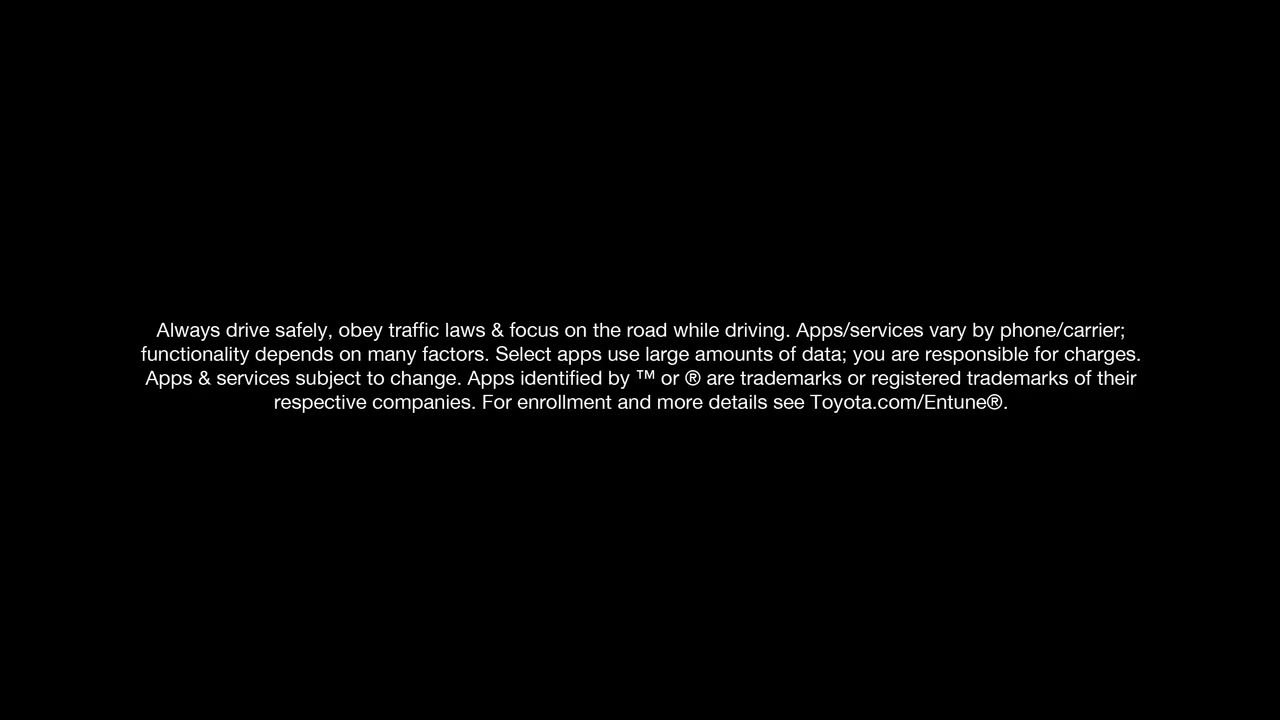 Always drive safely, obey traffic laws & focus on the road while driving. Apps/services vary by phone/carrier;
functionality depends on many factors. Select apps use large amounts of data; you are responsible for charges.
Apps & services subject to change. Apps identified by ™ or ® are trademarks or registered trademarks of their
respective companies. For enrollment and more details see Toyota.com/Entune®.